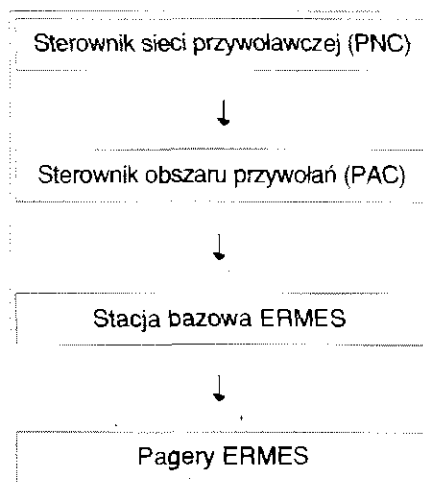 Sterownik sieci przywoławczej (PNC)
Sterownik obszaru przywołań (PAC)
Stacja bazowa ERMES
Pagery ERMES